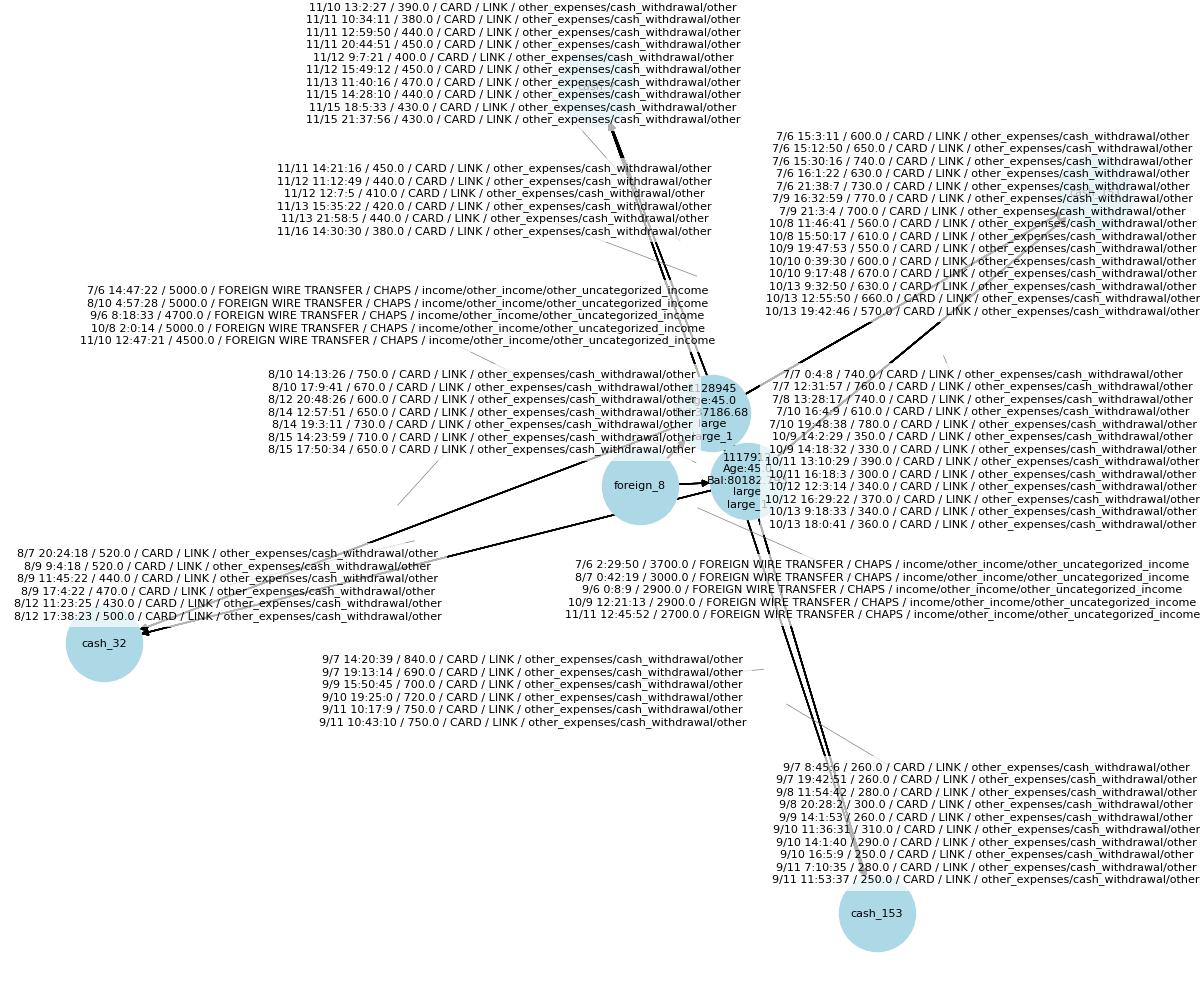 11/10 13:2:27 / 390.0 / CARD / LINK / other_expenses/cash_withdrawal/other
11/11 10:34:11 / 380.0 / CARD / LINK / other_expenses/cash_withdrawal/other
11/11 12:59:50 / 440.0 / CARD / LINK / other_expenses/cash_withdrawal/other
11/11 20:44:51 / 450.0 / CARD / LINK / other_expenses/cash_withdrawal/other
11/12 9:7:21 / 400.0 / CARD / LINK / other_expenses/cash_withdrawal/other
11/12 15:49:12 / 450.0 / CARD / LINK / other_expenses/cash_withdrawal/other
11/13 11:40:16 / 470.0 / CARD / LINK / other_expenses/cash_withdrawal/other
11/15 14:28:10 / 440.0 / CARD / LINK / other_expenses/cash_withdrawal/other
11/15 18:5:33 / 430.0 / CARD / LINK / other_expenses/cash_withdrawal/other
11/15 21:37:56 / 430.0 / CARD / LINK / other_expenses/cash_withdrawal/other
7/6 15:3:11 / 600.0 / CARD / LINK / other_expenses/cash_withdrawal/other
7/6 15:12:50 / 650.0 / CARD / LINK / other_expenses/cash_withdrawal/other
7/6 15:30:16 / 740.0 / CARD / LINK / other_expenses/cash_withdrawal/other
7/6 16:1:22 / 630.0 / CARD / LINK / other_expenses/cash_withdrawal/other
7/6 21:38:7 / 730.0 / CARD / LINK / other_expenses/cash_withdrawal/other
7/9 16:32:59 / 770.0 / CARD / LINK / other_expenses/cash_withdrawal/other
7/9 21:3:4 / 700.0 / CARD / LINK / other_expenses/cash_withdrawal/other
10/8 11:46:41 / 560.0 / CARD / LINK / other_expenses/cash_withdrawal/other
10/8 15:50:17 / 610.0 / CARD / LINK / other_expenses/cash_withdrawal/other
10/9 19:47:53 / 550.0 / CARD / LINK / other_expenses/cash_withdrawal/other
10/10 0:39:30 / 600.0 / CARD / LINK / other_expenses/cash_withdrawal/other
10/10 9:17:48 / 670.0 / CARD / LINK / other_expenses/cash_withdrawal/other
10/13 9:32:50 / 630.0 / CARD / LINK / other_expenses/cash_withdrawal/other
10/13 12:55:50 / 660.0 / CARD / LINK / other_expenses/cash_withdrawal/other
10/13 19:42:46 / 570.0 / CARD / LINK / other_expenses/cash_withdrawal/other
11/11 14:21:16 / 450.0 / CARD / LINK / other_expenses/cash_withdrawal/other
11/12 11:12:49 / 440.0 / CARD / LINK / other_expenses/cash_withdrawal/other
11/12 12:7:5 / 410.0 / CARD / LINK / other_expenses/cash_withdrawal/other
11/13 15:35:22 / 420.0 / CARD / LINK / other_expenses/cash_withdrawal/other
11/13 21:58:5 / 440.0 / CARD / LINK / other_expenses/cash_withdrawal/other
11/16 14:30:30 / 380.0 / CARD / LINK / other_expenses/cash_withdrawal/other
7/6 14:47:22 / 5000.0 / FOREIGN WIRE TRANSFER / CHAPS / income/other_income/other_uncategorized_income
8/10 4:57:28 / 5000.0 / FOREIGN WIRE TRANSFER / CHAPS / income/other_income/other_uncategorized_income
9/6 8:18:33 / 4700.0 / FOREIGN WIRE TRANSFER / CHAPS / income/other_income/other_uncategorized_income
10/8 2:0:14 / 5000.0 / FOREIGN WIRE TRANSFER / CHAPS / income/other_income/other_uncategorized_income
11/10 12:47:21 / 4500.0 / FOREIGN WIRE TRANSFER / CHAPS / income/other_income/other_uncategorized_income
8/10 14:13:26 / 750.0 / CARD / LINK / other_expenses/cash_withdrawal/other
8/10 17:9:41 / 670.0 / CARD / LINK / other_expenses/cash_withdrawal/other
8/12 20:48:26 / 600.0 / CARD / LINK / other_expenses/cash_withdrawal/other
8/14 12:57:51 / 650.0 / CARD / LINK / other_expenses/cash_withdrawal/other
8/14 19:3:11 / 730.0 / CARD / LINK / other_expenses/cash_withdrawal/other
8/15 14:23:59 / 710.0 / CARD / LINK / other_expenses/cash_withdrawal/other
8/15 17:50:34 / 650.0 / CARD / LINK / other_expenses/cash_withdrawal/other
large
7/7 0:4:8 / 740.0 / CARD / LINK / other_expenses/cash_withdrawal/other
7/7 12:31:57 / 760.0 / CARD / LINK / other_expenses/cash_withdrawal/other
7/8 13:28:17 / 740.0 / CARD / LINK / other_expenses/cash_withdrawal/other
7/10 16:4:9 / 610.0 / CARD / LINK / other_expenses/cash_withdrawal/other
7/10 19:48:38 / 780.0 / CARD / LINK / other_expenses/cash_withdrawal/other
10/9 14:2:29 / 350.0 / CARD / LINK / other_expenses/cash_withdrawal/other
10/9 14:18:32 / 330.0 / CARD / LINK / other_expenses/cash_withdrawal/other
10/11 13:10:29 / 390.0 / CARD / LINK / other_expenses/cash_withdrawal/other
10/11 16:18:3 / 300.0 / CARD / LINK / other_expenses/cash_withdrawal/other
10/12 12:3:14 / 340.0 / CARD / LINK / other_expenses/cash_withdrawal/other
10/12 16:29:22 / 370.0 / CARD / LINK / other_expenses/cash_withdrawal/other
10/13 9:18:33 / 340.0 / CARD / LINK / other_expenses/cash_withdrawal/other
10/13 18:0:41 / 360.0 / CARD / LINK / other_expenses/cash_withdrawal/other
foreign_8
large
8/7 20:24:18 / 520.0 / CARD / LINK / other_expenses/cash_withdrawal/other
8/9 9:4:18 / 520.0 / CARD / LINK / other_expenses/cash_withdrawal/other
8/9 11:45:22 / 440.0 / CARD / LINK / other_expenses/cash_withdrawal/other
8/9 17:4:22 / 470.0 / CARD / LINK / other_expenses/cash_withdrawal/other
8/12 11:23:25 / 430.0 / CARD / LINK / other_expenses/cash_withdrawal/other
8/12 17:38:23 / 500.0 / CARD / LINK / other_expenses/cash_withdrawal/other
cash_32
7/6 2:29:50 / 3700.0 / FOREIGN WIRE TRANSFER / CHAPS / income/other_income/other_uncategorized_income
8/7 0:42:19 / 3000.0 / FOREIGN WIRE TRANSFER / CHAPS / income/other_income/other_uncategorized_income
9/6 0:8:9 / 2900.0 / FOREIGN WIRE TRANSFER / CHAPS / income/other_income/other_uncategorized_income
10/9 12:21:13 / 2900.0 / FOREIGN WIRE TRANSFER / CHAPS / income/other_income/other_uncategorized_income
11/11 12:45:52 / 2700.0 / FOREIGN WIRE TRANSFER / CHAPS / income/other_income/other_uncategorized_income
9/7 14:20:39 / 840.0 / CARD / LINK / other_expenses/cash_withdrawal/other
9/7 19:13:14 / 690.0 / CARD / LINK / other_expenses/cash_withdrawal/other
9/9 15:50:45 / 700.0 / CARD / LINK / other_expenses/cash_withdrawal/other
9/10 19:25:0 / 720.0 / CARD / LINK / other_expenses/cash_withdrawal/other
9/11 10:17:9 / 750.0 / CARD / LINK / other_expenses/cash_withdrawal/other
9/11 10:43:10 / 750.0 / CARD / LINK / other_expenses/cash_withdrawal/other
9/7 8:45:6 / 260.0 / CARD / LINK / other_expenses/cash_withdrawal/other
9/7 19:42:51 / 260.0 / CARD / LINK / other_expenses/cash_withdrawal/other
9/8 11:54:42 / 280.0 / CARD / LINK / other_expenses/cash_withdrawal/other
9/8 20:28:2 / 300.0 / CARD / LINK / other_expenses/cash_withdrawal/other
9/9 14:1:53 / 260.0 / CARD / LINK / other_expenses/cash_withdrawal/other
9/10 11:36:31 / 310.0 / CARD / LINK / other_expenses/cash_withdrawal/other
9/10 14:1:40 / 290.0 / CARD / LINK / other_expenses/cash_withdrawal/other
9/10 16:5:9 / 250.0 / CARD / LINK / other_expenses/cash_withdrawal/other
9/11 7:10:35 / 280.0 / CARD / LINK / other_expenses/cash_withdrawal/other
9/11 11:53:37 / 250.0 / CARD / LINK / other_expenses/cash_withdrawal/other
cash_153